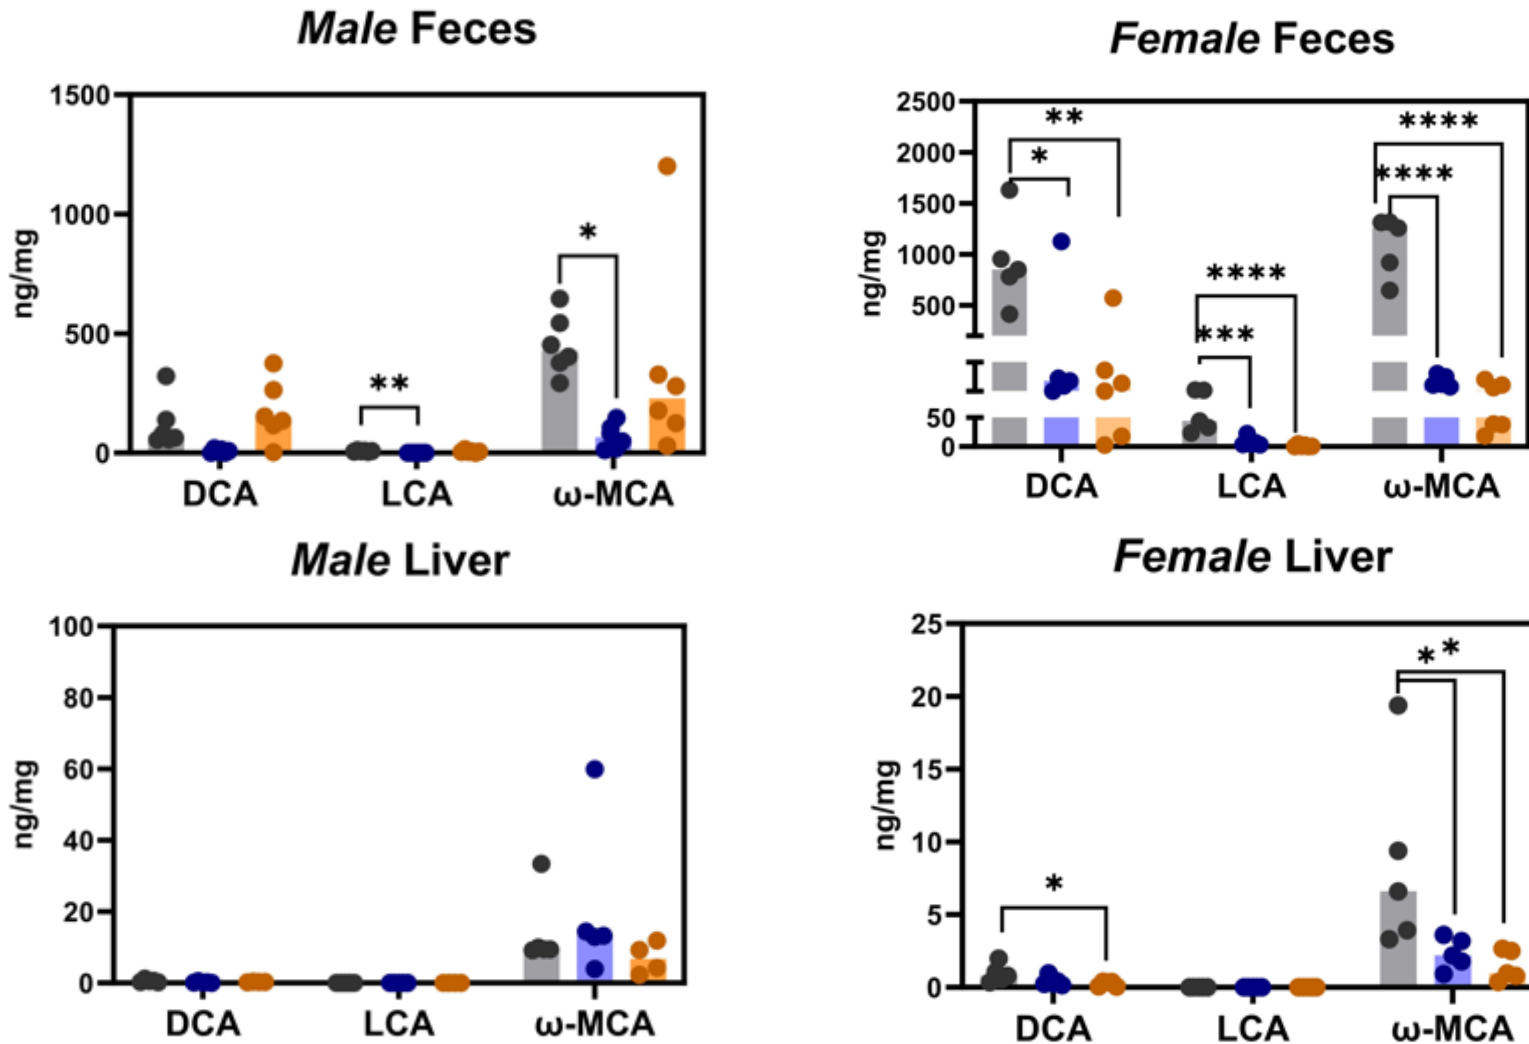 Male Feces
1500
1000
500
0
ng/mg
*
**
DCA
LCA
ω-MCA
Female Feces
2500
2000
1500
1000
500
50
0
ng/mg
**
*
****
***
****
****
DCA
LCA
ω-MCA
Male Liver
100
80
60
40
20
0
ng/mg
DCA
LCA
ω-MCA
Female Liver
25
20
15
10
5
0
ng/mg
*
* *
DCA
LCA
ω-MCA